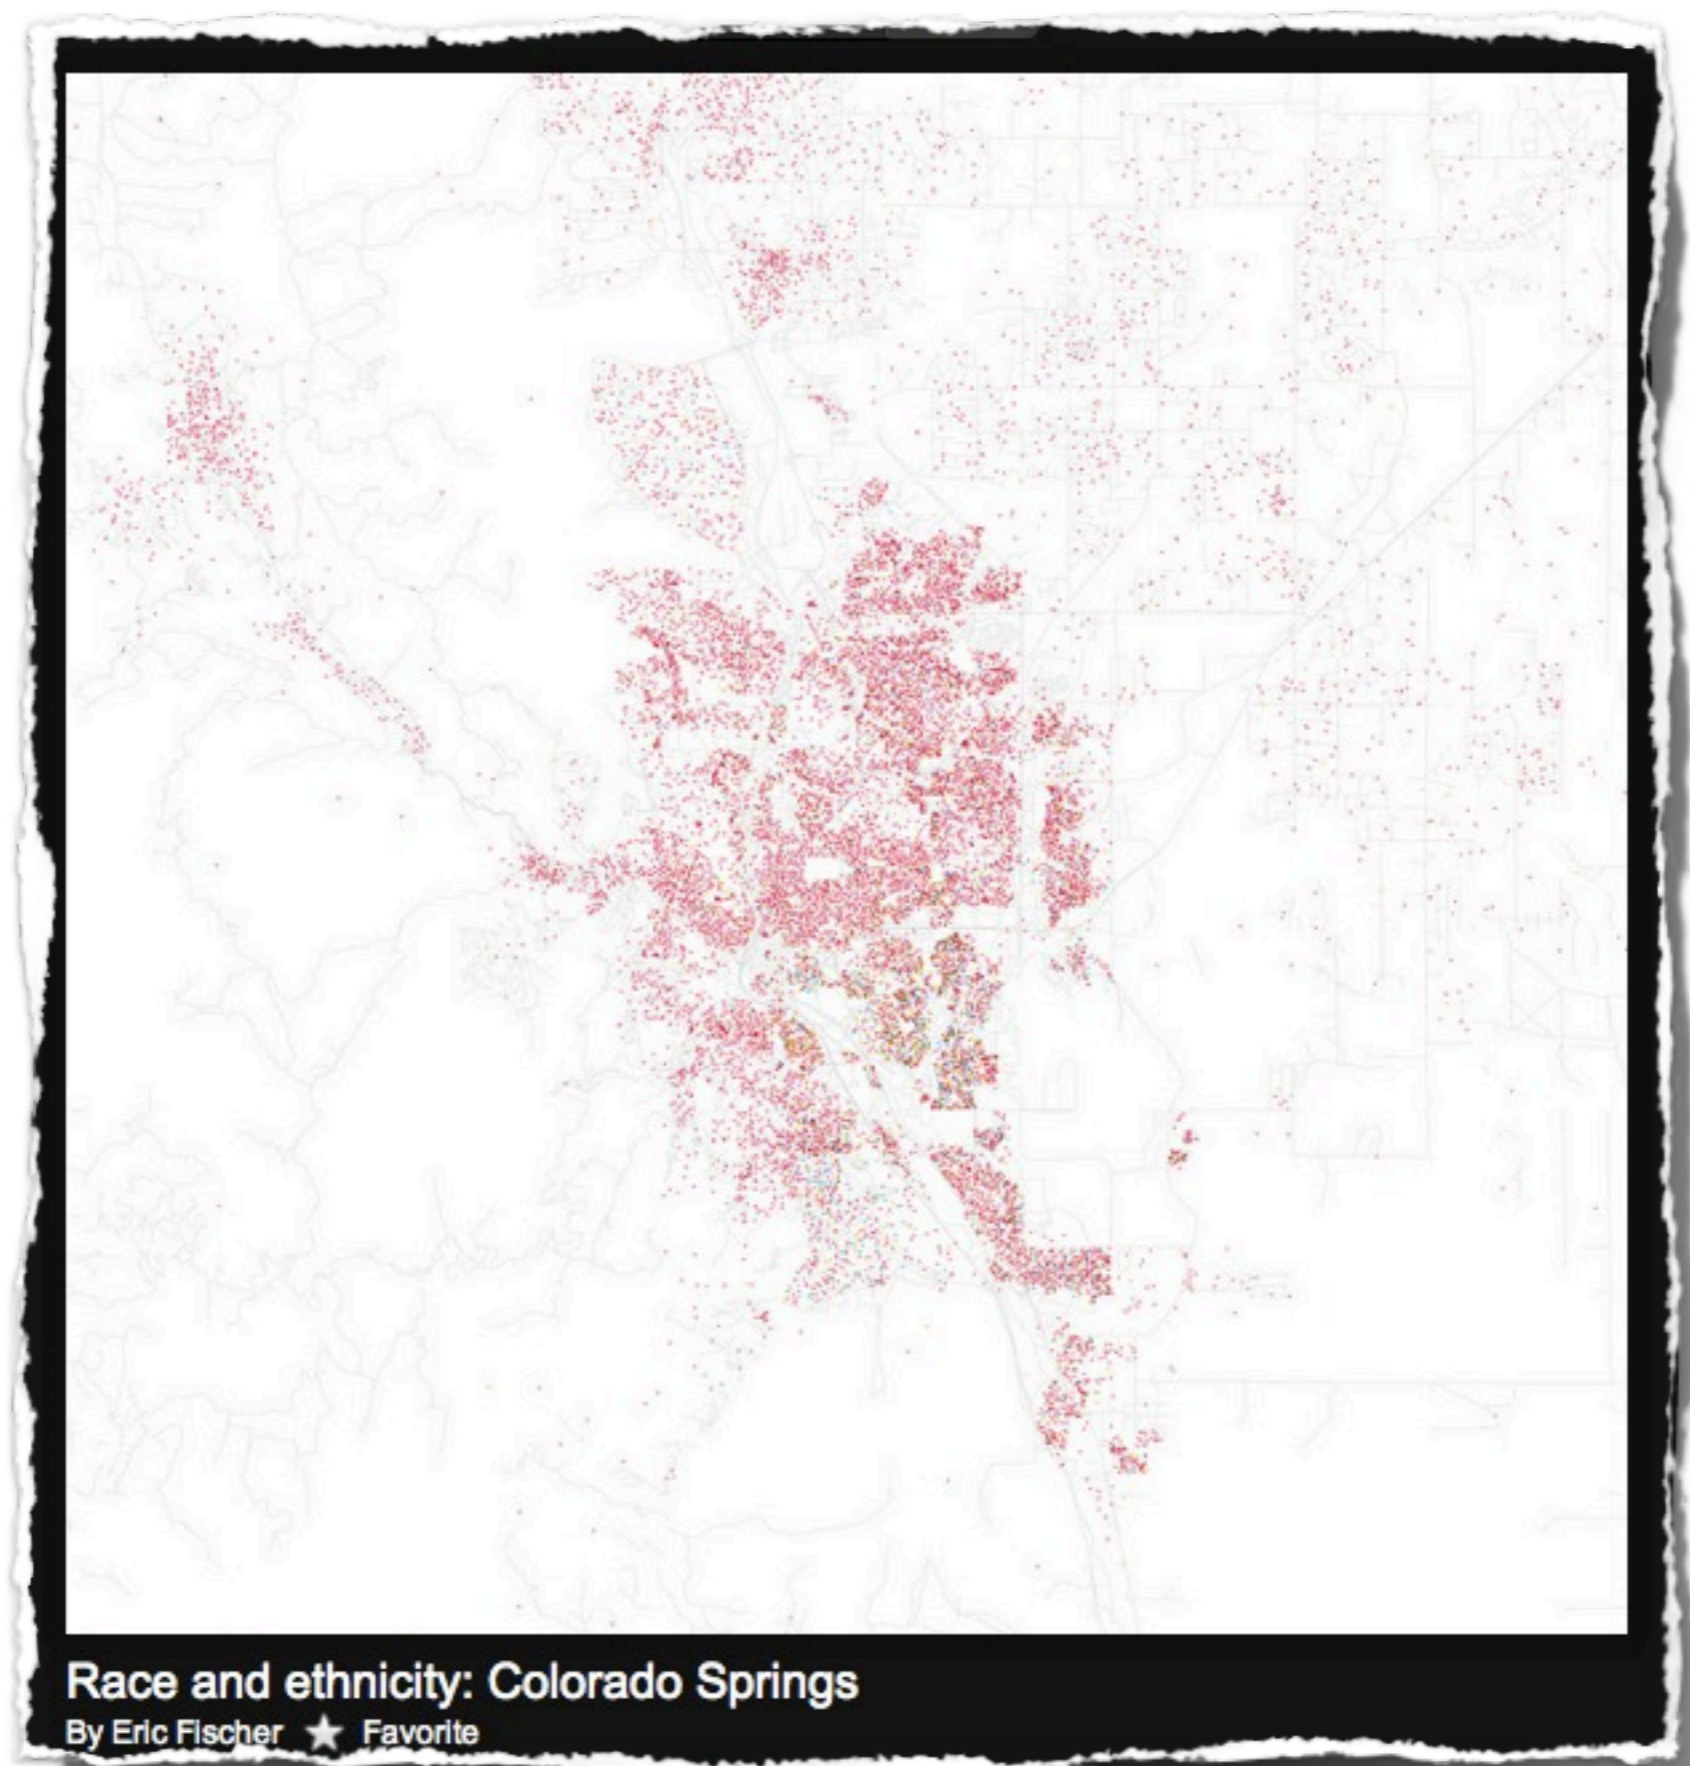 Race and ethnicity: Colorado Springs
By Eric Fischer ★ Favorite